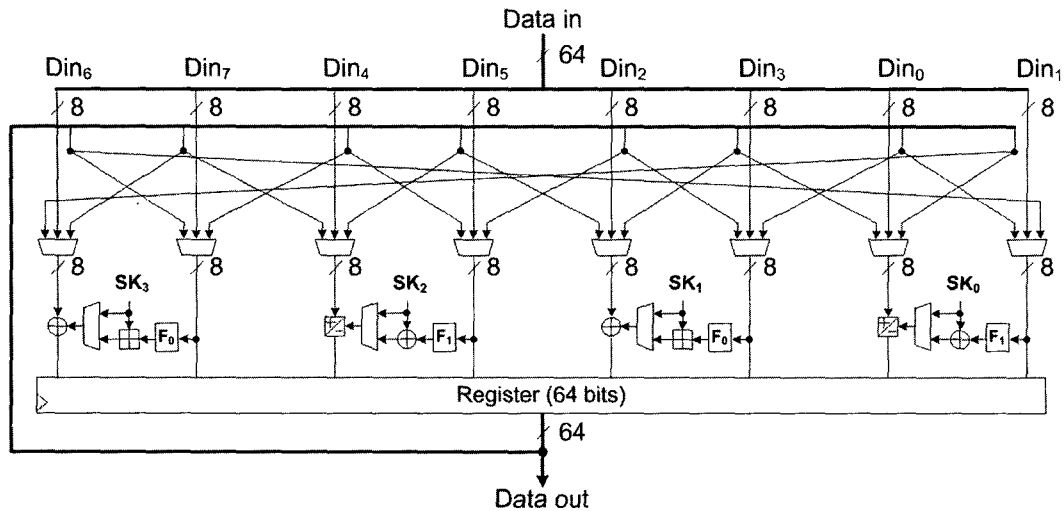 Data in
64
Din₆ Din₇ Din₄ Din₅ Din₂ Din₃ Din₀ Din₁
8 8 8 8 8 8 8 8
8 8 8 8 8 8 8 8
SK₃ SK₂ SK₁ SK₀
F₀ F₁ F₀ F₁
Register (64 bits)
64
Data out